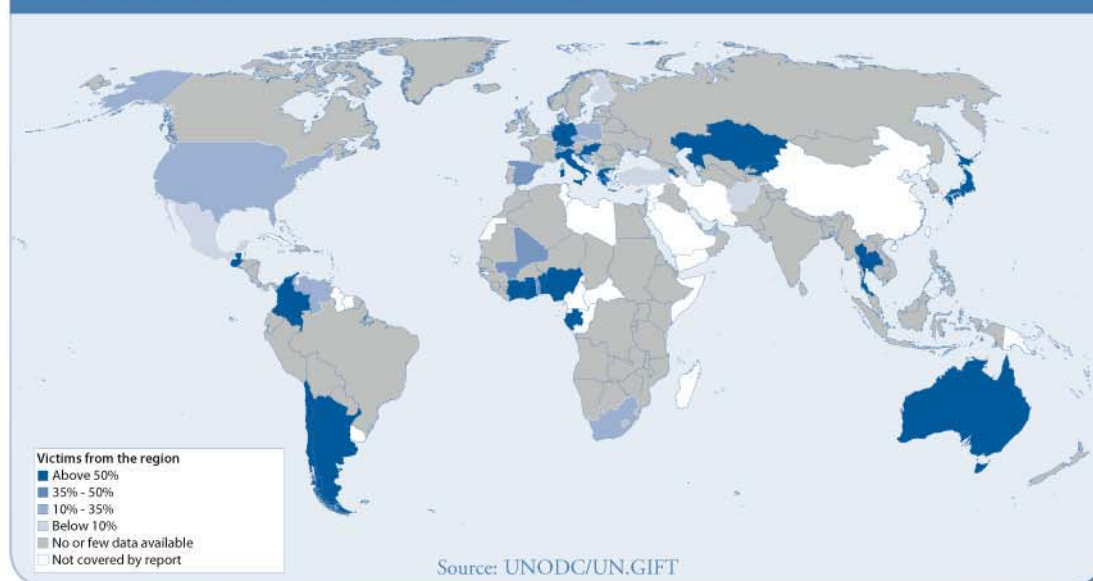 Victims from the region
Above 50%
35% - 50%
10% - 35%
Below 10%
No or few data available
Not covered by report
Source: UNODC/UN.GIFT